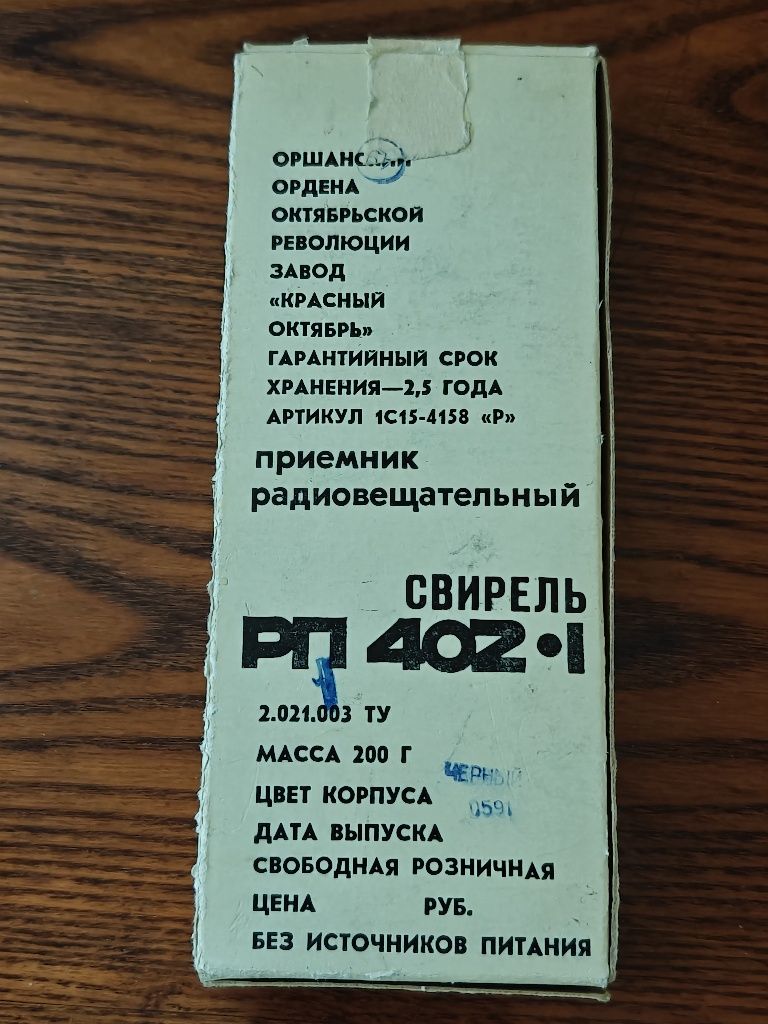 ОРШАНСКИЙ
ОРДЕНА
ОКТЯБРЬСКОЙ
РЕВОЛЮЦИИ
ЗАВОД
«КРАСНЫЙ
ОКТЯБРЬ»
ГАРАНТИЙНЫЙ СРОК
ХРАНЕНИЯ—2,5 ГОДА
АРТИКУЛ 1С15-4158 «Р»
приемник
радиовещательный
СВИРЕЛЬ
РП 402•1
2.021.003 ТУ
МАССА 200 Г
ЦВЕТ КОРПУСА ЧЕРНЫЙ
ДАТА ВЫПУСКА 0591
СВОБОДНАЯ РОЗНИЧНАЯ
ЦЕНА РУБ.
БЕЗ ИСТОЧНИКОВ ПИТАНИЯ